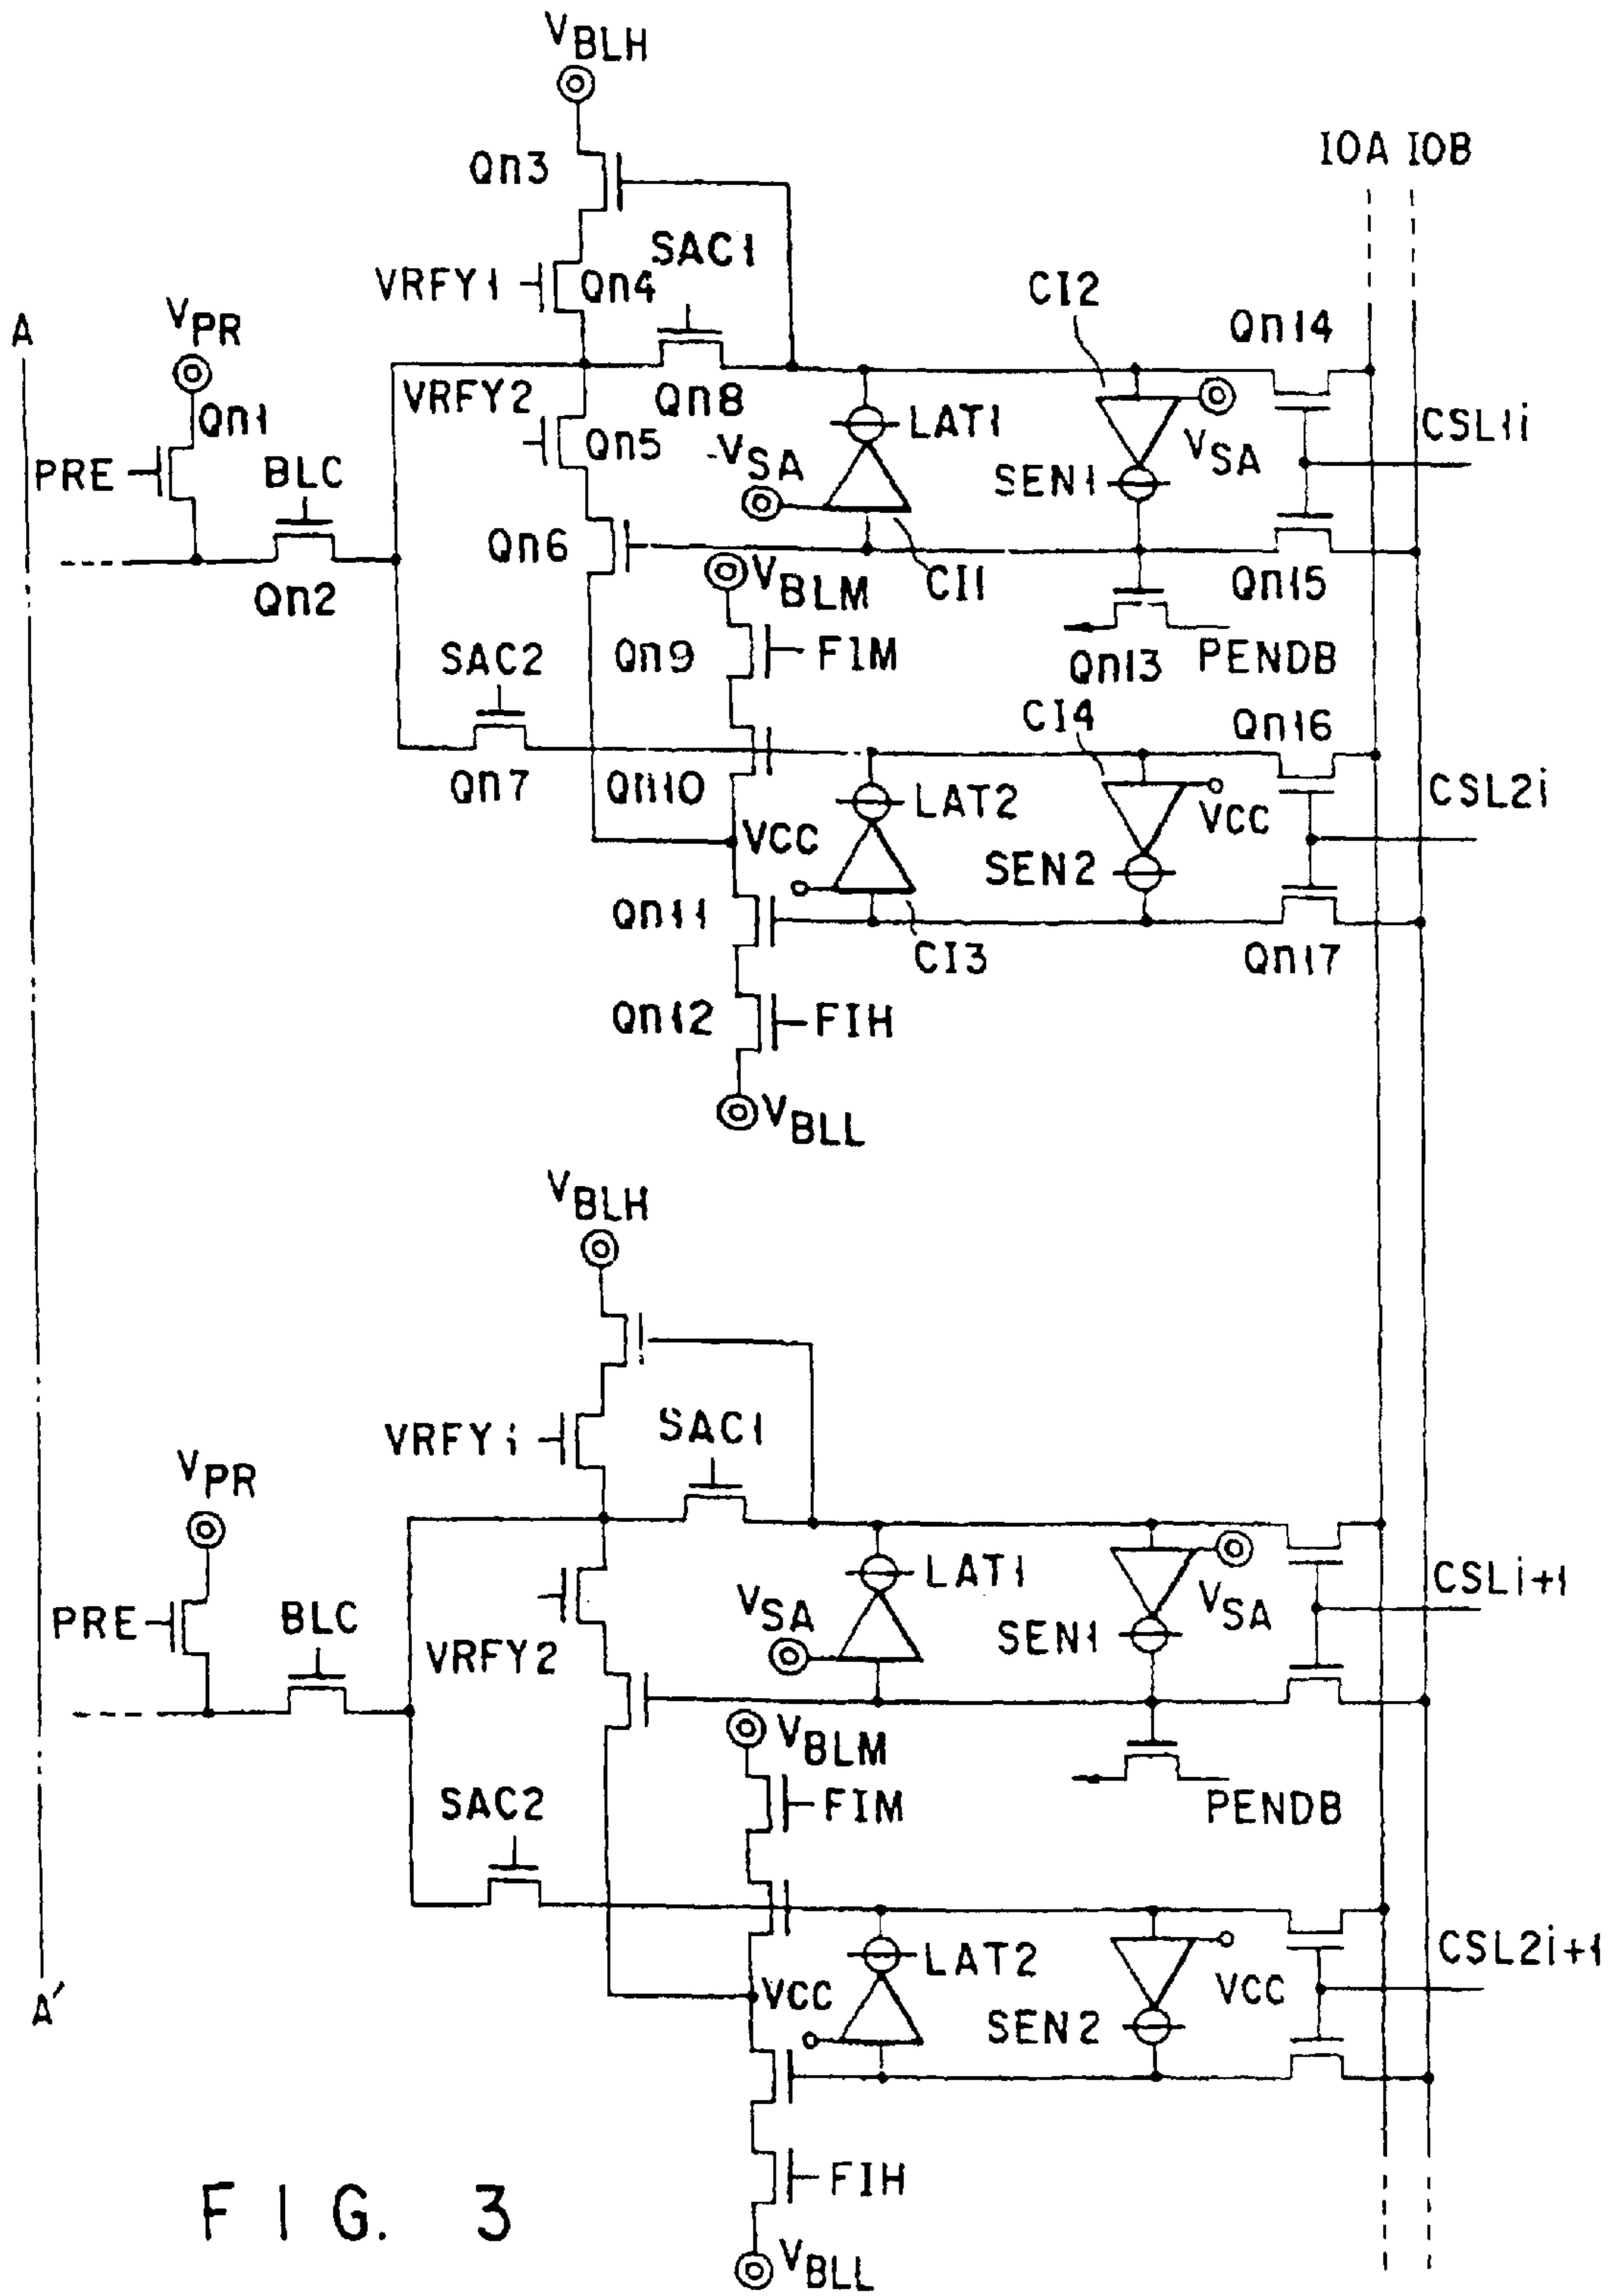 VBLH
IOA IOB
Qn3
SAC1
VRFY1
Qn4
CI2
Qn14
A
VPR
Qn1
VRFY2
Qn8
LAT1
CSL1i
PRE
BLC
Qn5
VSA
SEN1
VSA
Qn6
Qn2
VBLM
CI1
Qn15
SAC2
Qn9
FIM
Qn13
PENDB
CI4
Qn16
Qn7
Qn10
LAT2
VCC
CSL2i
VCC
SEN2
Qn11
CI3
Qn17
Qn12
FIH
VBLL
VBLH
VRFY1
SAC1
VPR
LAT1
CSLi+1
PRE
BLC
VSA
SEN1
VSA
VRFY2
VBLM
SAC2
FIM
PENDB
LAT2
CSL2i+1
A'
VCC
VCC
SEN2
FIH
FIG. 3
VBLL